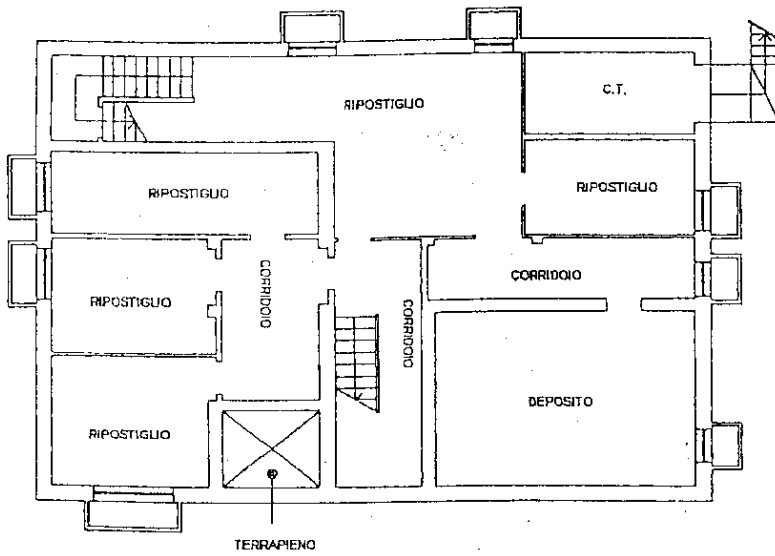 C.T.
RIPOSTIGLIO
RIPOSTIGLIO
RIPOSTIGLIO
CORRIDOIO
CORRIDOIO
RIPOSTIGLIO
CORRIDOIO
DEPOSITO
RIPOSTIGLIO
TERRAPIENO